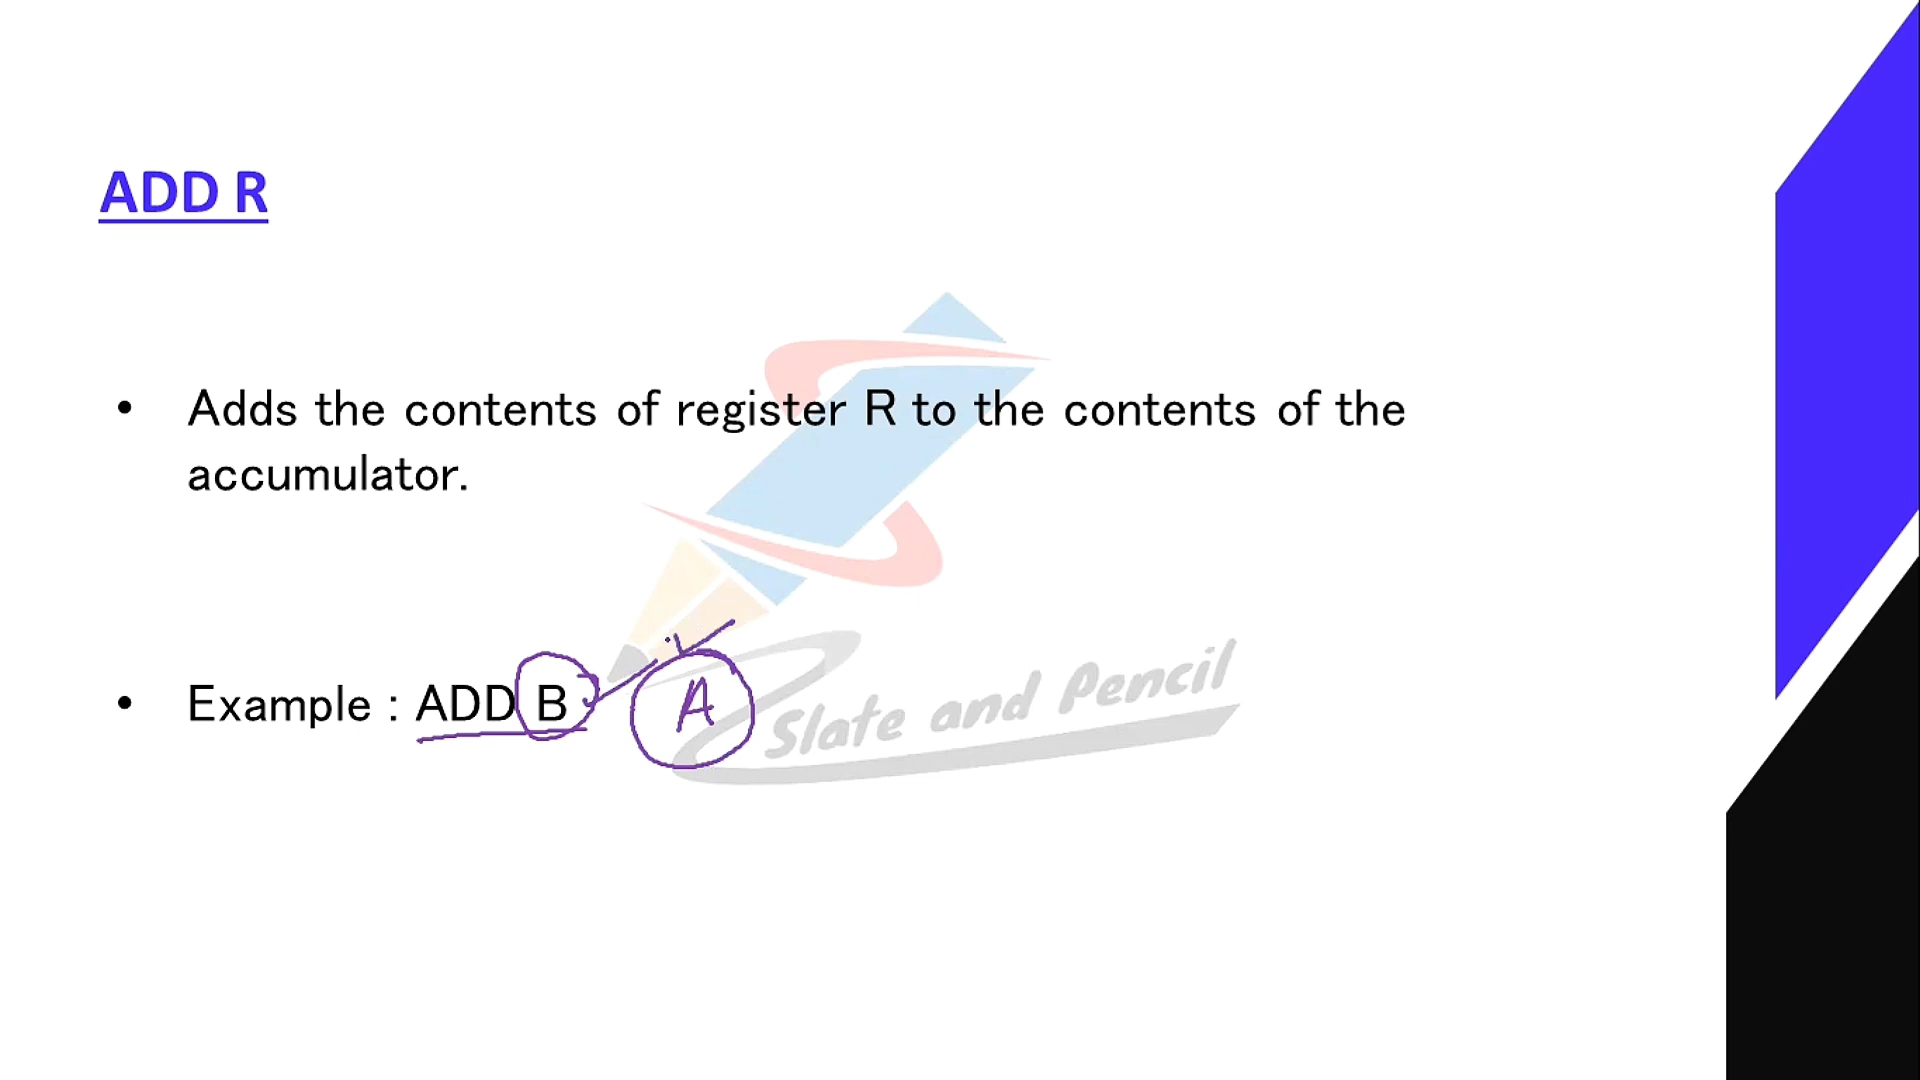 ADD R
• Adds the contents of register R to the contents of the
accumulator.
• Example : ADD B
A
Slate and Pencil